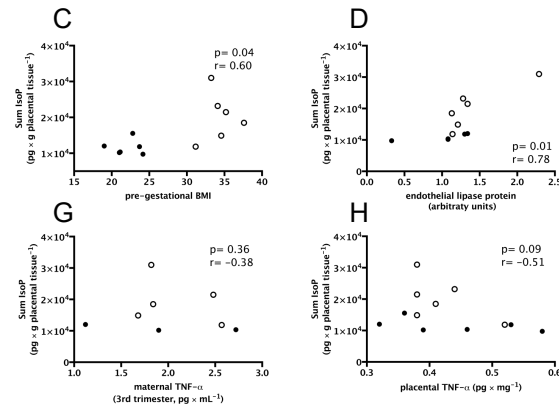 C
p= 0.04
r= 0.60
Sum IsoP
(pg × g placental tissue⁻¹)
4×10⁴
3×10⁴
2×10⁴
1×10⁴
15 20 25 30 35 40
pre-gestational BMI
D
p= 0.01
r= 0.78
Sum IsoP
(pg × g placental tissue⁻¹)
4×10⁴
3×10⁴
2×10⁴
1×10⁴
0
0.0 0.5 1.0 1.5 2.0 2.5
endothelial lipase protein
(arbitraty units)
G
p= 0.36
r= −0.38
Sum IsoP
(pg × g placental tissue⁻¹)
4×10⁴
3×10⁴
2×10⁴
1×10⁴
0
1.0 1.5 2.0 2.5 3.0
maternal TNF-α
(3rd trimester, pg × mL⁻¹)
H
p= 0.09
r= −0.51
Sum IsoP
(pg × g placental tissue⁻¹)
4×10⁴
3×10⁴
2×10⁴
1×10⁴
0
0.3 0.4 0.5 0.6
placental TNF-α (pg × mg⁻¹)